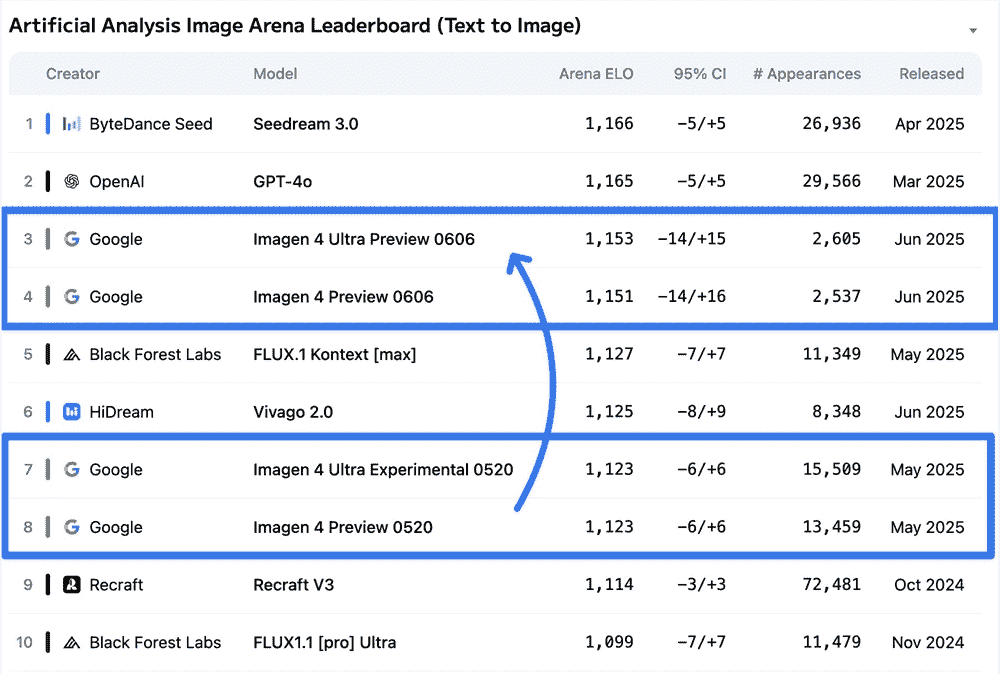 Artificial Analysis Image Arena Leaderboard (Text to Image)
Creator Model Arena ELO 95% CI # Appearances Released
1 ByteDance Seed Seedream 3.0 1,166 −5/+5 26,936 Apr 2025
2 OpenAI GPT-4o 1,165 −5/+5 29,566 Mar 2025
3 Google Imagen 4 Ultra Preview 0606 1,153 −14/+15 2,605 Jun 2025
4 Google Imagen 4 Preview 0606 1,151 −14/+16 2,537 Jun 2025
5 Black Forest Labs FLUX.1 Kontext [max] 1,127 −7/+7 11,349 May 2025
6 HiDream Vivago 2.0 1,125 −8/+9 8,348 Jun 2025
7 Google Imagen 4 Ultra Experimental 0520 1,123 −6/+6 15,509 May 2025
8 Google Imagen 4 Preview 0520 1,123 −6/+6 13,459 May 2025
9 Recraft Recraft V3 1,114 −3/+3 72,481 Oct 2024
10 Black Forest Labs FLUX1.1 [pro] Ultra 1,099 −7/+7 11,479 Nov 2024